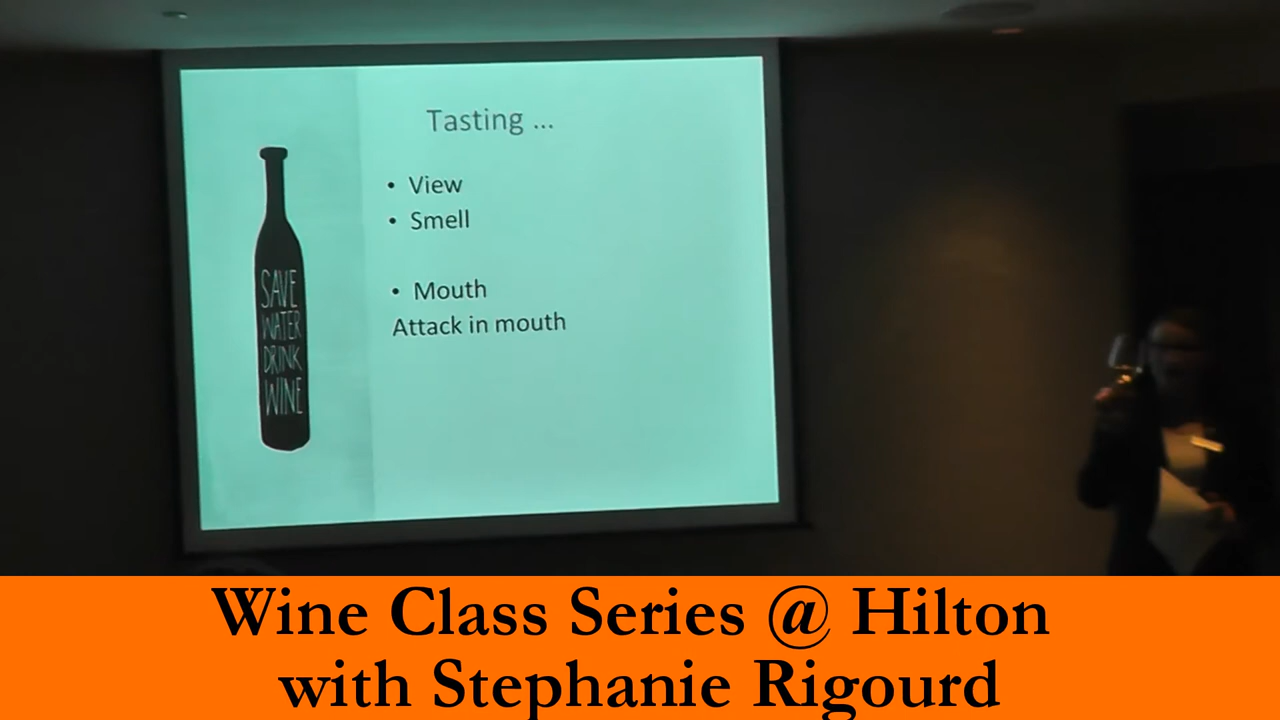 Tasting ...
• View
• Smell
• Mouth
Attack in mouth
SAVE
WATER
DRINK
WINE
Wine Class Series @ Hilton
with Stephanie Rigourd